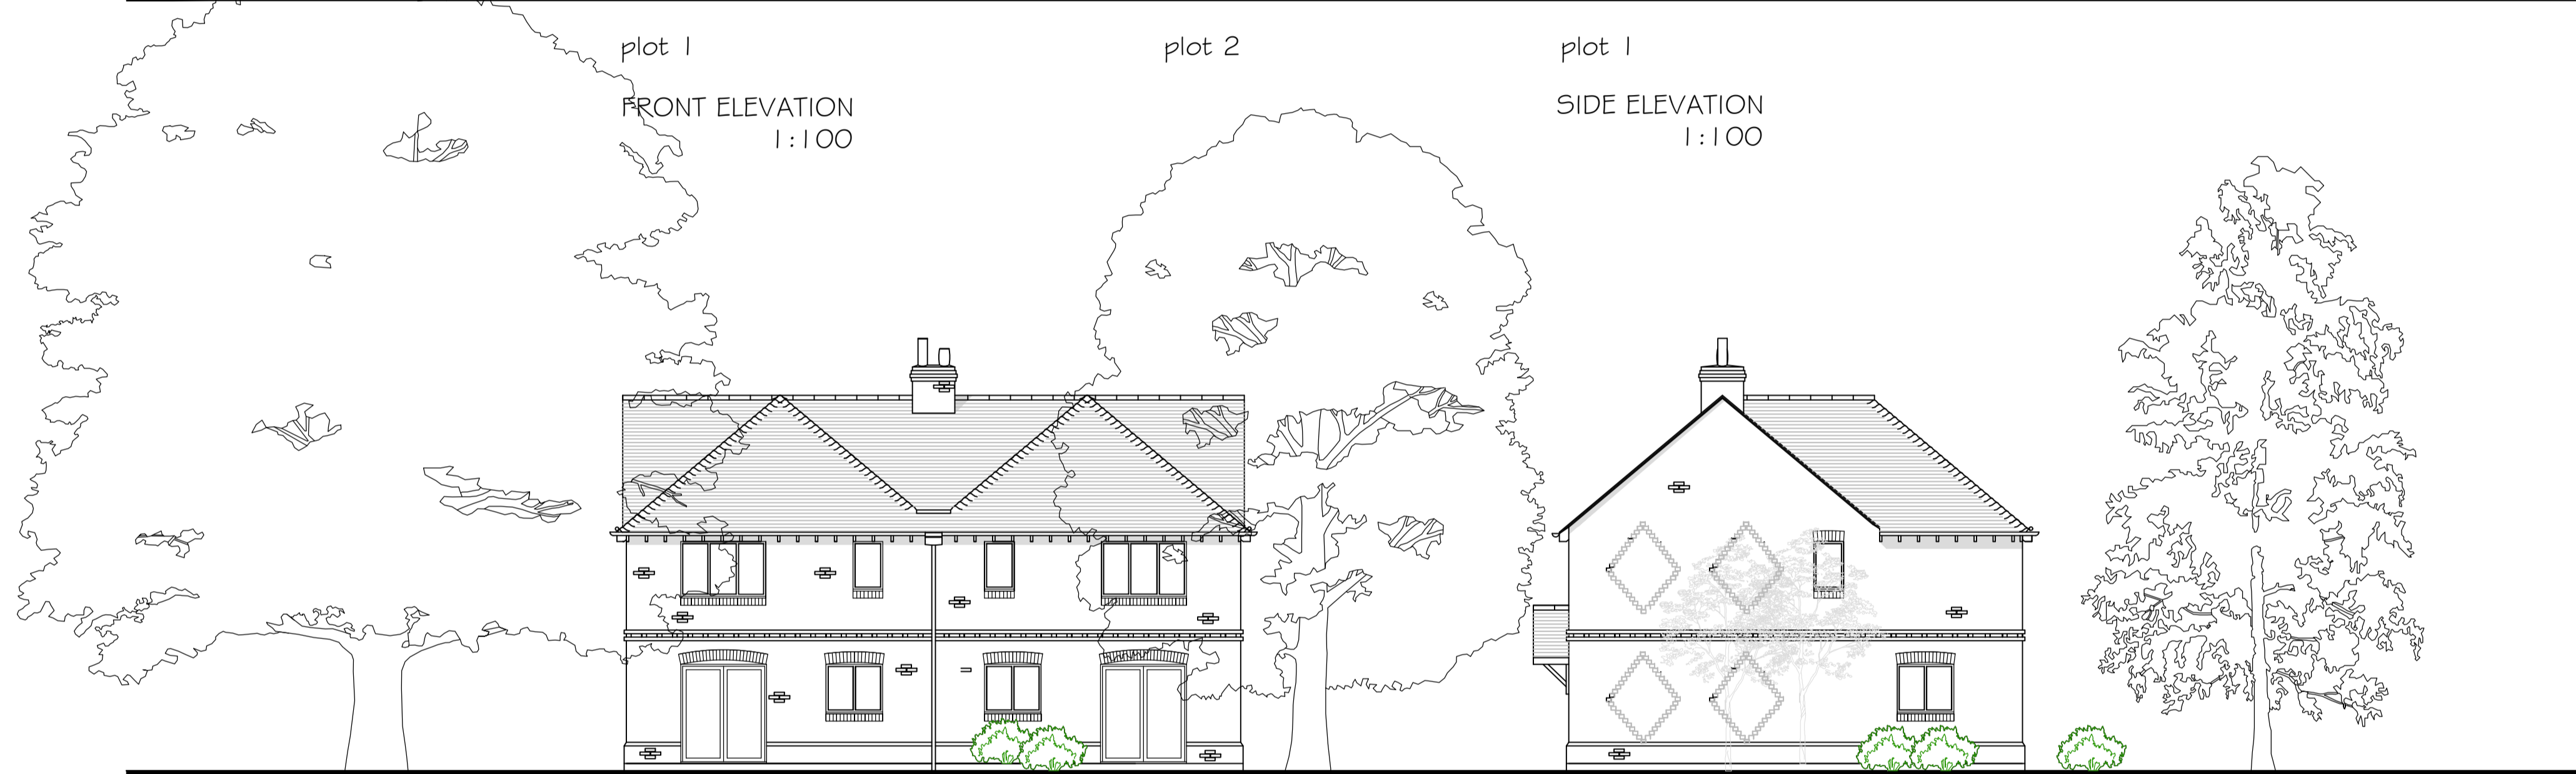 plot 1
FRONT ELEVATION
1:100
plot 2
plot 1
SIDE ELEVATION
1:100